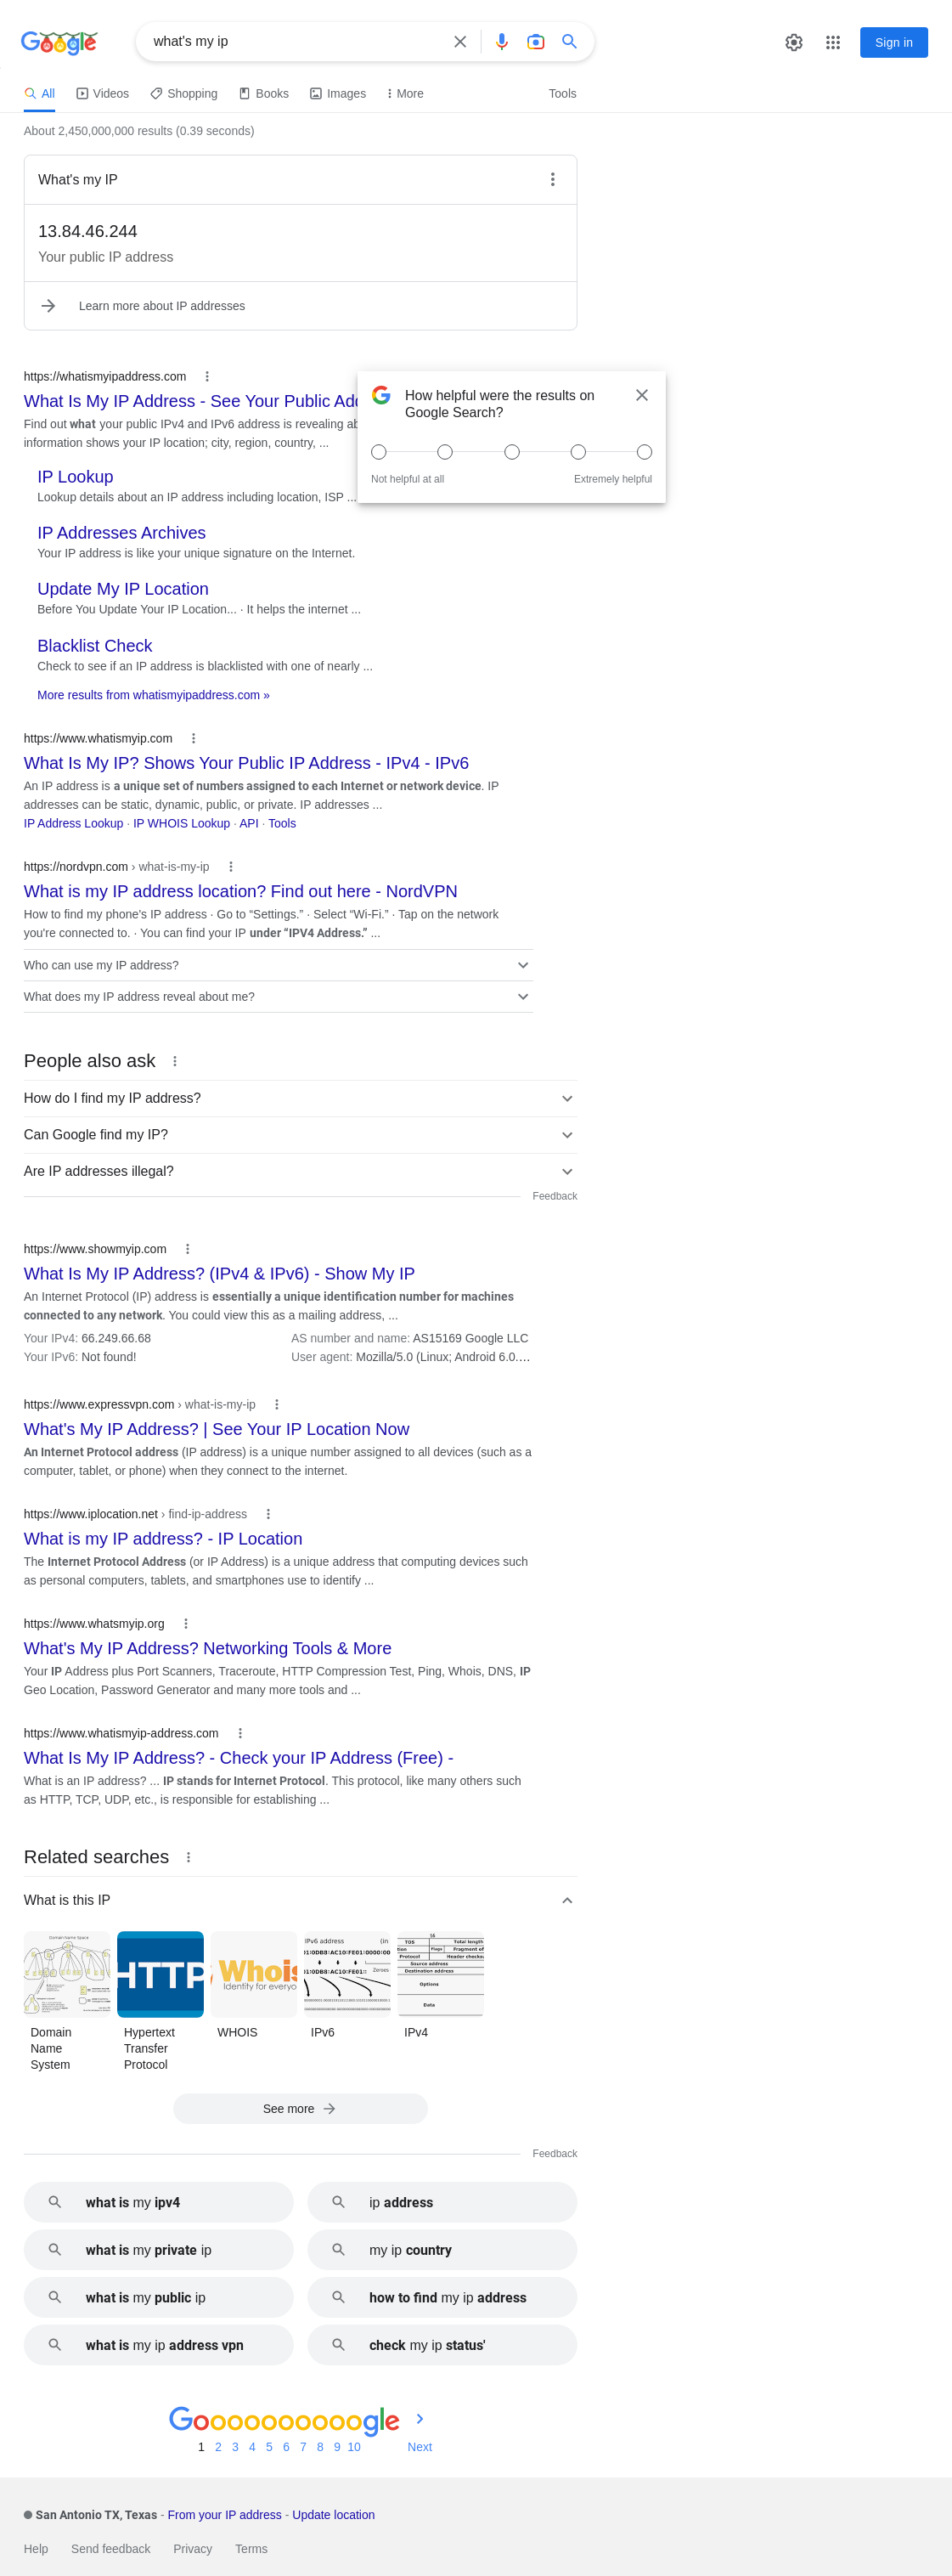 Google
what's my ip
Sign in
All
Videos
Shopping
Books
Images
More
Tools
About 2,450,000,000 results (0.39 seconds)
What's my IP
13.84.46.244
Your public IP address
Learn more about IP addresses
https://whatismyipaddress.com
What Is My IP Address - See Your Public
Find out what your public IPv4 and IPv6 address is revealing
information shows your IP location; city, region, country, ...
How helpful were the results on
Google Search?
Not helpful at all
Extremely helpful
IP Lookup
Lookup details about an IP address including location, ISP ...
IP Addresses Archives
Your IP address is like your unique signature on the Internet.
Update My IP Location
Before You Update Your IP Location... · It helps the internet ...
Blacklist Check
Check to see if an IP address is blacklisted with one of nearly ...
More results from whatismyipaddress.com »
https://www.whatismyip.com
What Is My IP? Shows Your Public IP Address - IPv4 - IPv6
An IP address is a unique set of numbers assigned to each Internet or network device. IP
addresses can be static, dynamic, public, or private. IP addresses ...
IP Address Lookup · IP WHOIS Lookup · API · Tools
https://nordvpn.com › what-is-my-ip
What is my IP address location? Find out here - NordVPN
How to find my phone's IP address · Go to “Settings.” · Select “Wi-Fi.” · Tap on the network
you're connected to. · You can find your IP under “IPV4 Address.” ...
Who can use my IP address?
What does my IP address reveal about me?
People also ask
How do I find my IP address?
Can Google find my IP?
Are IP addresses illegal?
Feedback
https://www.showmyip.com
What Is My IP Address? (IPv4 & IPv6) - Show My IP
An Internet Protocol (IP) address is essentially a unique identification number for machines
connected to any network. You could view this as a mailing address, ...
Your IPv4: 66.249.66.68
AS number and name: AS15169 Google LLC
Your IPv6: Not found!
User agent: Mozilla/5.0 (Linux; Android 6.0....
https://www.expressvpn.com › what-is-my-ip
What's My IP Address? | See Your IP Location Now
An Internet Protocol address (IP address) is a unique number assigned to all devices (such as a
computer, tablet, or phone) when they connect to the internet.
https://www.iplocation.net › find-ip-address
What is my IP address? - IP Location
The Internet Protocol Address (or IP Address) is a unique address that computing devices such
as personal computers, tablets, and smartphones use to identify ...
https://www.whatsmyip.org
What's My IP Address? Networking Tools & More
Your IP Address plus Port Scanners, Traceroute, HTTP Compression Test, Ping, Whois, DNS, IP
Geo Location, Password Generator and many more tools and ...
https://www.whatismyip-address.com
What Is My IP Address? - Check your IP Address (Free) -
What is an IP address? ... IP stands for Internet Protocol. This protocol, like many others such
as HTTP, TCP, UDP, etc., is responsible for establishing ...
Related searches
What is this IP
Domain Name Space
HTTP
Whois
Identity for everyo
IPv6 address
(in
Zeroes
16
TOS
Total length
Flags
Fragment of
Protocol
Header checksu
Source address
Destination address
Options
Data
Domain
Name
System
Hypertext
Transfer
Protocol
WHOIS
IPv6
IPv4
See more
Feedback
what is my ipv4
ip address
what is my private ip
my ip country
what is my public ip
how to find my ip address
what is my ip address vpn
check my ip status'
Goooooooooogle
1 2 3 4 5 6 7 8 9 10
Next
San Antonio TX, Texas - From your IP address - Update location
Help
Send feedback
Privacy
Terms